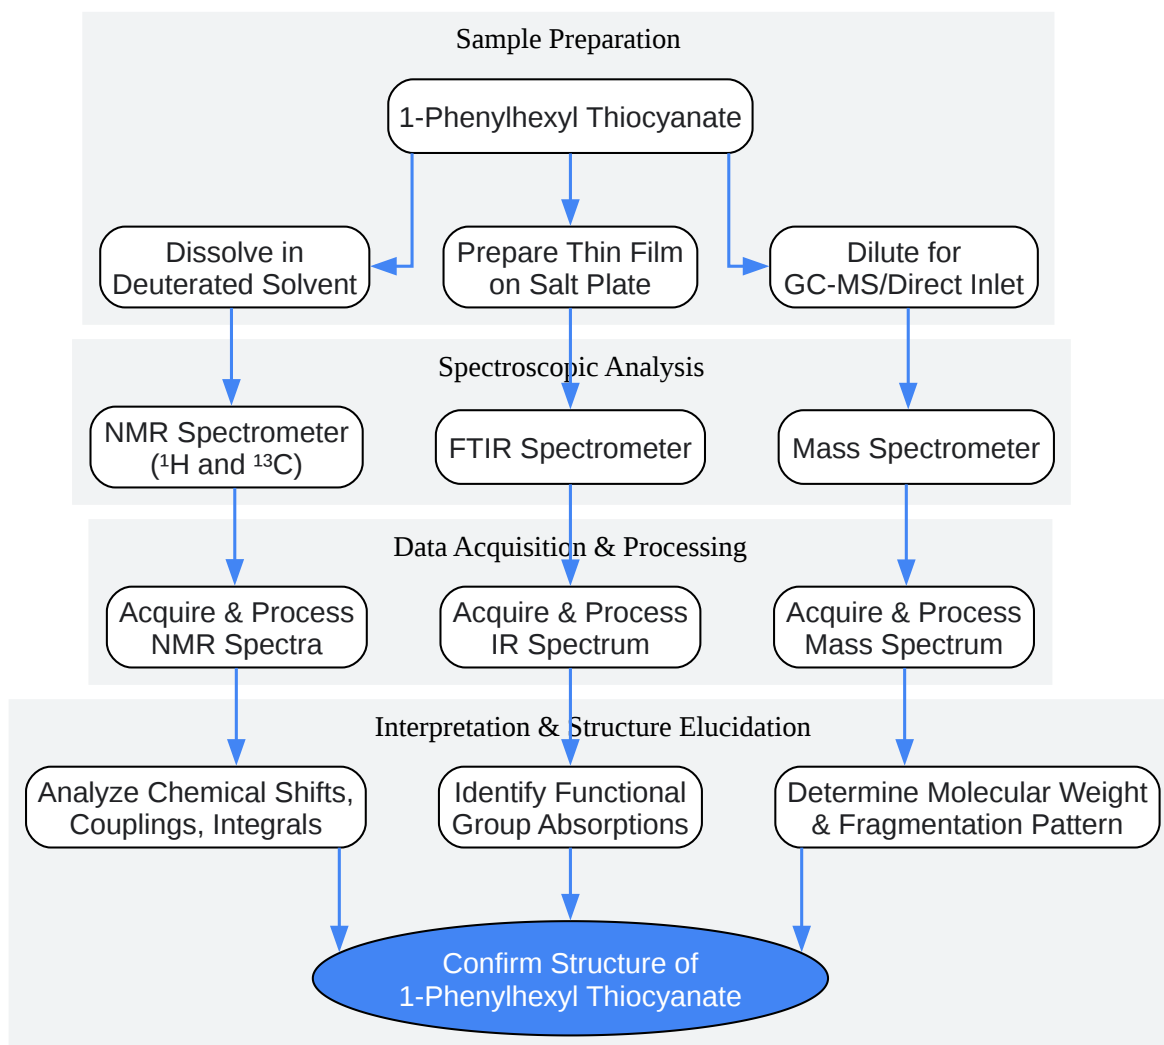 Sample Preparation
1-Phenylhexyl Thiocyanate
Dissolve in
Deuterated Solvent
Prepare Thin Film
on Salt Plate
Dilute for
GC-MS/Direct Inlet
Spectroscopic Analysis
NMR Spectrometer
(¹H and ¹³C)
FTIR Spectrometer
Mass Spectrometer
Data Acquisition & Processing
Acquire & Process
NMR Spectra
Acquire & Process
IR Spectrum
Acquire & Process
Mass Spectrum
Interpretation & Structure Elucidation
Analyze Chemical Shifts,
Couplings, Integrals
Identify Functional
Group Absorptions
Determine Molecular Weight
& Fragmentation Pattern
Confirm Structure of
1-Phenylhexyl Thiocyanate